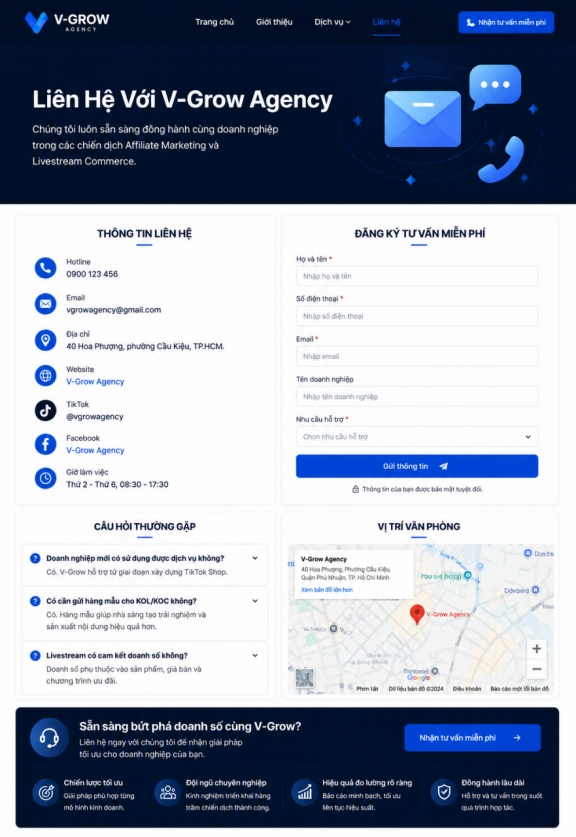 V-GROW
AGENCY
Trang chủ
Giới thiệu
Dịch vụ
Liên hệ
Nhận tư vấn miễn phí
Liên Hệ Với V-Grow Agency
Chúng tôi luôn sẵn sàng đồng hành cùng doanh nghiệp
trong các chiến dịch Affiliate Marketing và
Livestream Commerce.
THÔNG TIN LIÊN HỆ
Hotline
0900 123 456
Email
vgrowagency@gmail.com
Địa chỉ
40 Hoa Phượng, phường Cầu Kiệu, TP.HCM.
Website
V-Grow Agency
TikTok
@vgrowagency
Facebook
V-Grow Agency
Giờ làm việc
Thứ 2 - Thứ 6, 08:30 - 17:30
ĐĂNG KÝ TƯ VẤN MIỄN PHÍ
Họ và tên *
Nhập họ và tên
Số điện thoại *
Nhập số điện thoại
Email *
Nhập email
Tên doanh nghiệp
Nhập tên doanh nghiệp
Nhu cầu hỗ trợ *
Chọn nhu cầu hỗ trợ
Gửi thông tin
Thông tin của bạn được bảo mật tuyệt đối.
CÂU HỎI THƯỜNG GẶP
Doanh nghiệp mới có sử dụng được dịch vụ không?
Có. V-Grow hỗ trợ từ giai đoạn xây dựng TikTok Shop.
Có cần gửi hàng mẫu cho KOL/KOC không?
Có. Hàng mẫu giúp nhà sáng tạo trải nghiệm và
sản xuất nội dung hiệu quả hơn.
Livestream có cam kết doanh số không?
Doanh số phụ thuộc vào sản phẩm, giá bán và
chương trình ưu đãi.
VỊ TRÍ VĂN PHÒNG
V-Grow Agency
40 Hoa Phượng, Phường Cầu Kiệu,
Quận Phú Nhuận, TP. Hồ Chí Minh
Xem bản đồ lớn hơn
V-Grow Agency
+
−
Google
Phím tắt
Dữ liệu bản đồ ©2024
Điều khoản
Báo cáo một lỗi bản đồ
Sẵn sàng bứt phá doanh số cùng V-Grow?
Liên hệ ngay với chúng tôi để nhận giải pháp
tối ưu cho doanh nghiệp của bạn.
Nhận tư vấn miễn phí
Chiến lược tối ưu
Giải pháp phù hợp từng
mô hình kinh doanh.
Đội ngũ chuyên nghiệp
Kinh nghiệm triển khai hàng
trăm chiến dịch thành công.
Hiệu quả đo lường rõ ràng
Báo cáo minh bạch, tối ưu
liên tục hiệu suất.
Đồng hành lâu dài
Hỗ trợ và tư vấn trong suốt
quá trình hợp tác.